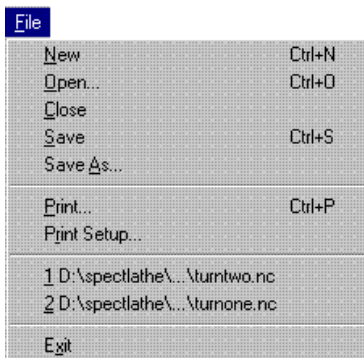 File
New Ctrl+N
Open... Ctrl+O
Close
Save Ctrl+S
Save As...
Print... Ctrl+P
Print Setup...
1 D:\spectlathe\...\turntwo.nc
2 D:\spectlathe\...\turnone.nc
Exit